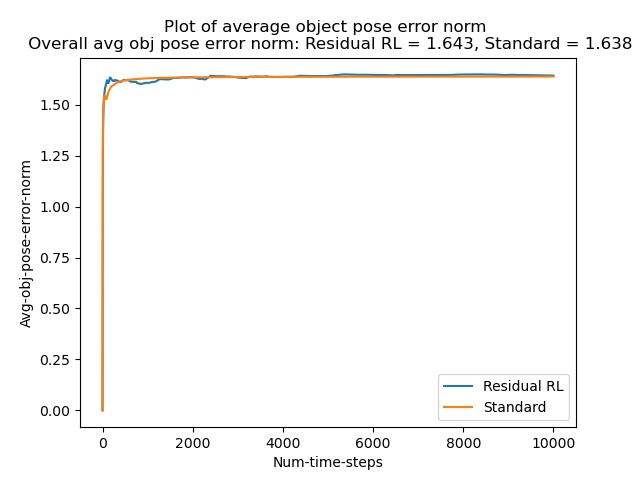 Plot of average object pose error norm
Overall avg obj pose error norm: Residual RL = 1.643, Standard = 1.638
Avg-obj-pose-error-norm
1.50
1.25
1.00
0.75
0.50
0.25
0.00
Residual RL
Standard
0 2000 4000 6000 8000 10000
Num-time-steps